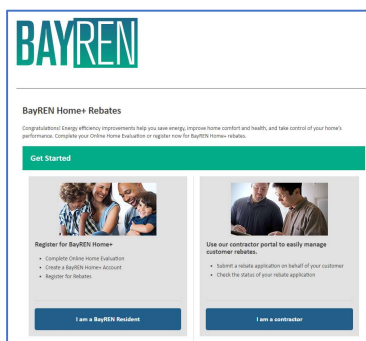 BAYREN
BayREN Home+ Rebates
Congratulations! Energy efficiency improvements help you save energy, improve home comfort and health, and take control of your home's
performance. Complete your Online Home Evaluation or register now for BayREN Home+ rebates.
Get Started
Register for BayREN Home+
• Complete Online Home Evaluation
• Create a BayREN Home+ Account
• Register for Rebates
I am a BayREN Resident
Use our contractor portal to easily manage
customer rebates.
• Submit a rebate application on behalf of your customer
• Check the status of your rebate application
I am a contractor